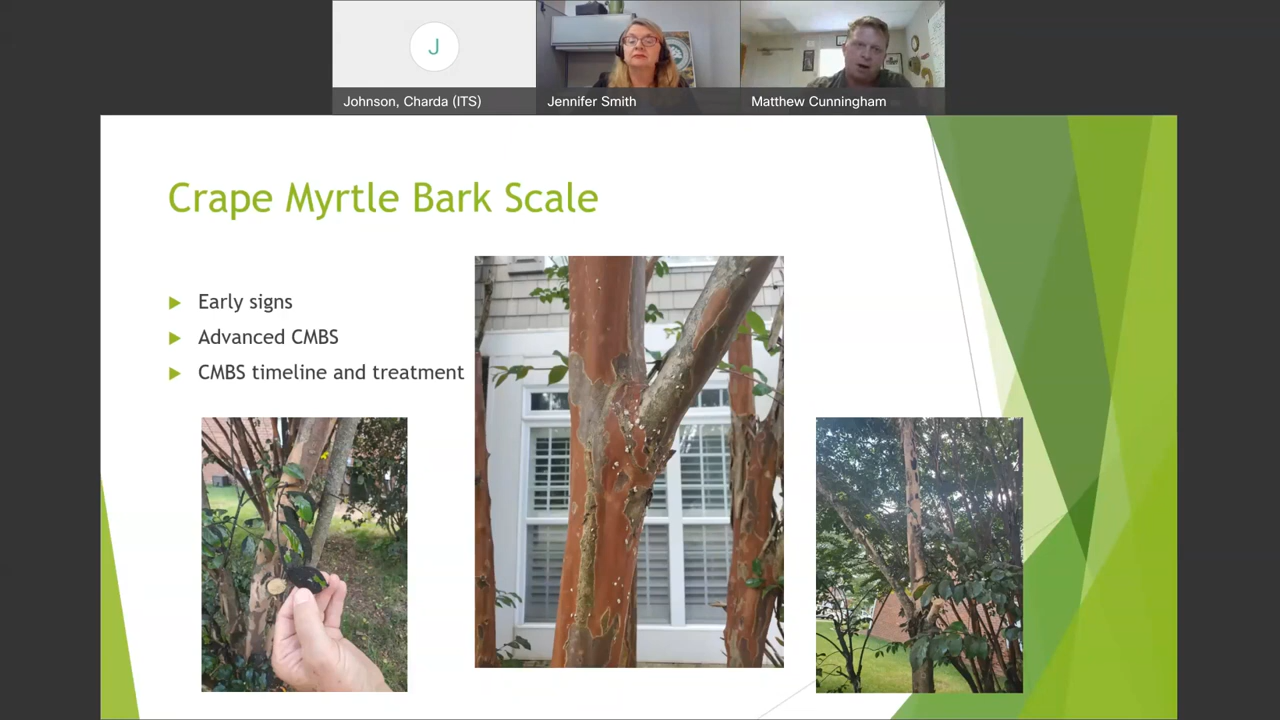 J
Johnson, Charda (ITS)
Jennifer Smith
Matthew Cunningham
Crape Myrtle Bark Scale
Early signs
Advanced CMBS
CMBS timeline and treatment